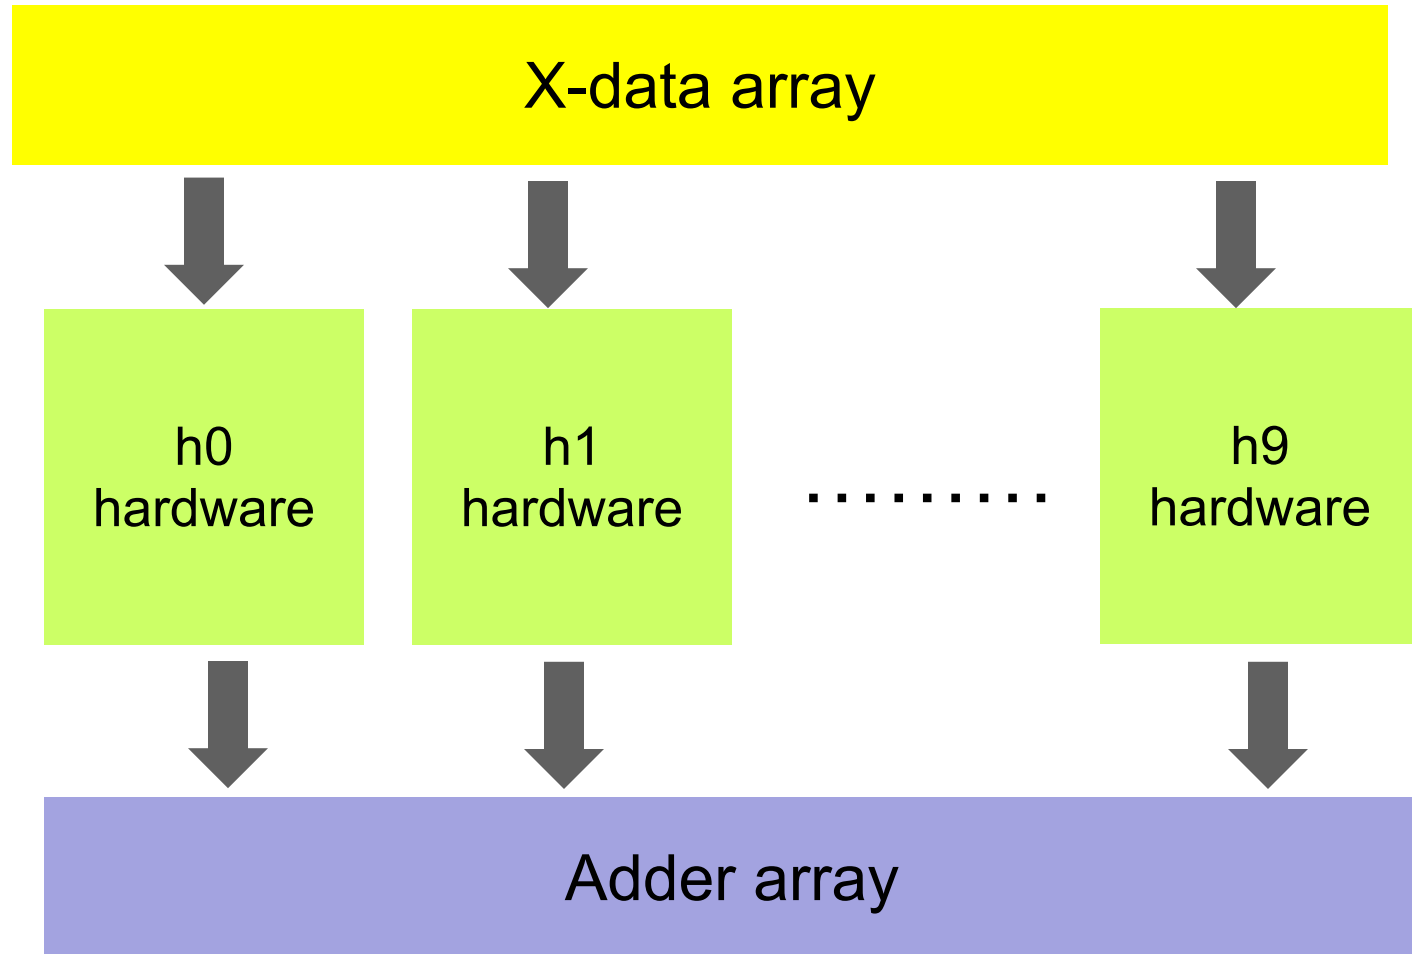 X-data array
h0
hardware
h1
hardware
.........
h9
hardware
Adder array